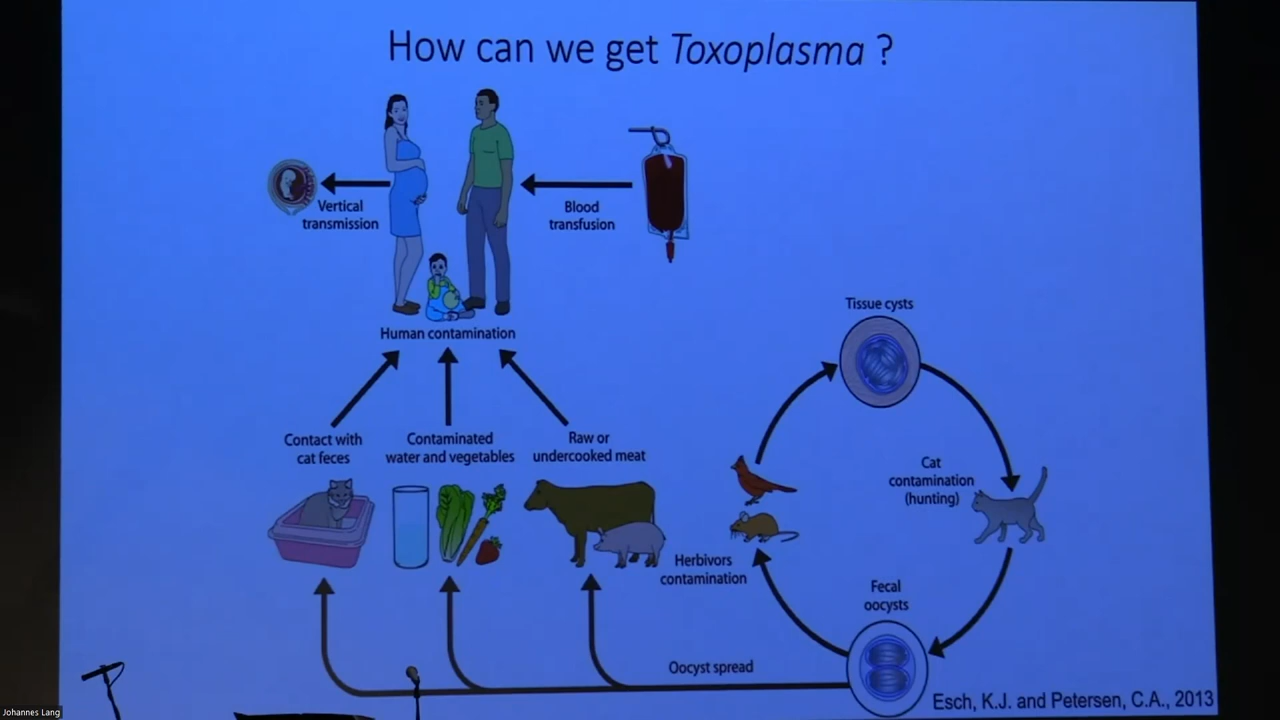 How can we get Toxoplasma ?
Vertical
transmission
Blood
transfusion
Human contamination
Tissue cysts
Contact with
cat feces
Contaminated
water and vegetables
Raw or
undercooked meat
Cat
contamination
(hunting)
Herbivors
contamination
Fecal
oocysts
Oocyst spread
Esch, K.J. and Petersen, C.A., 2013
Johannes Lang